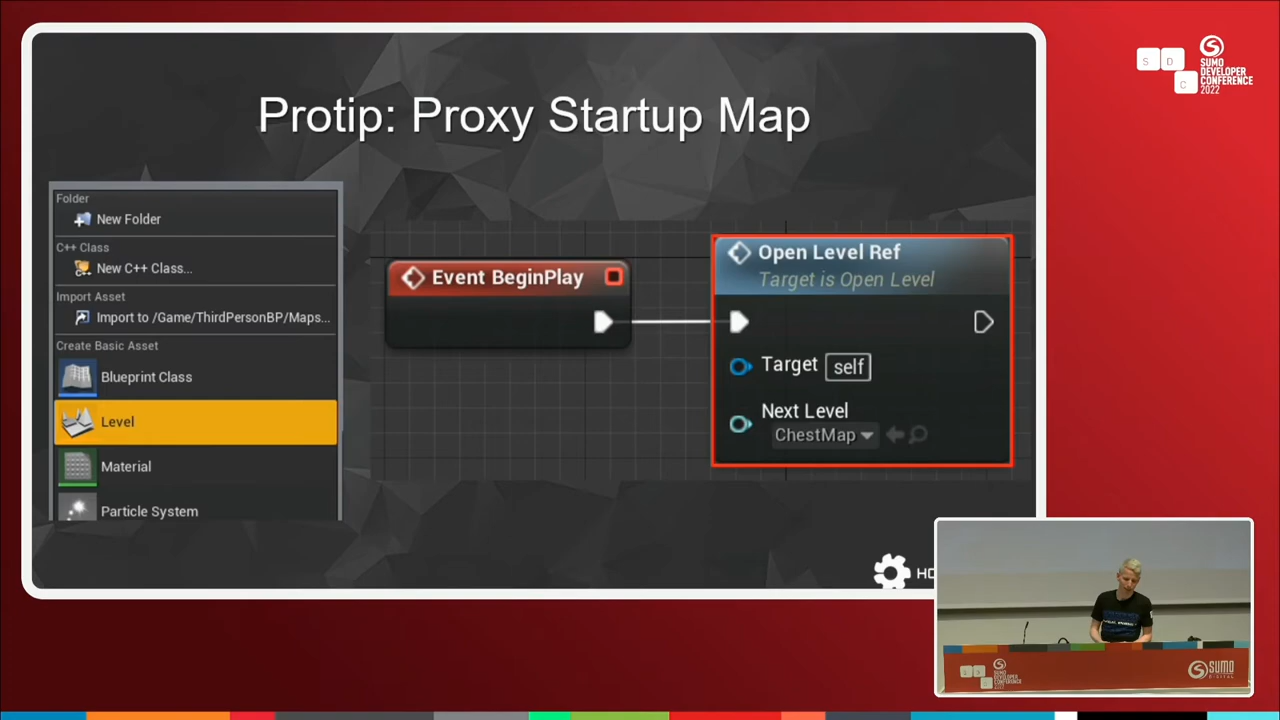 Protip: Proxy Startup Map
Folder
New Folder
C++ Class
New C++ Class...
Import Asset
Import to /Game/ThirdPersonBP/Maps...
Create Basic Asset
Blueprint Class
Level
Material
Particle System
Event BeginPlay
Open Level Ref
Target is Open Level
Target self
Next Level
ChestMap
S D
C
SUMO
DEVELOPER
CONFERENCE
2022
SUMO
DIGITAL